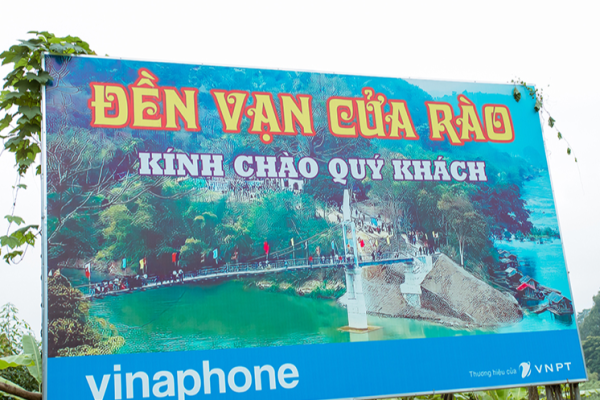 ĐỀN VẠN CỬA RÀO
KÍNH CHÀO QUÝ KHÁCH
vinaphone
Thương hiệu của VNPT